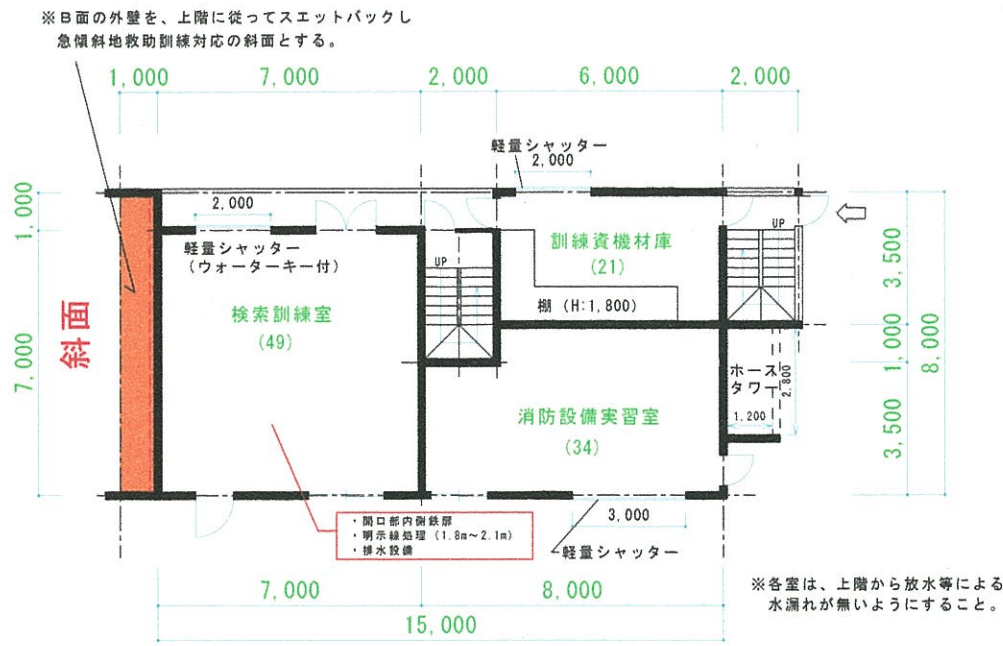 ※B面の外壁を、上階に従ってスエットバックし
急傾斜地救助訓練対応の斜面とする。
1,000
7,000
2,000
6,000
2,000
軽量シャッター
2,000
1,000
2,000
軽量シャッター
(ウォーターキー付)
UP
訓練資機材庫
(21)
UP
3,500
棚 (H:1,800)
検索訓練室
(49)
斜面
7,000
1,000
8,000
ホース
タワー
2,800
1,200
消防設備実習室
(34)
3,500
・開口部内側鉄扉
・明示線処理 (1.8m~2.1m)
・排水設備
3,000
軽量シャッター
7,000
8,000
15,000
※各室は、上階から放水等による
水漏れが無いようにすること。